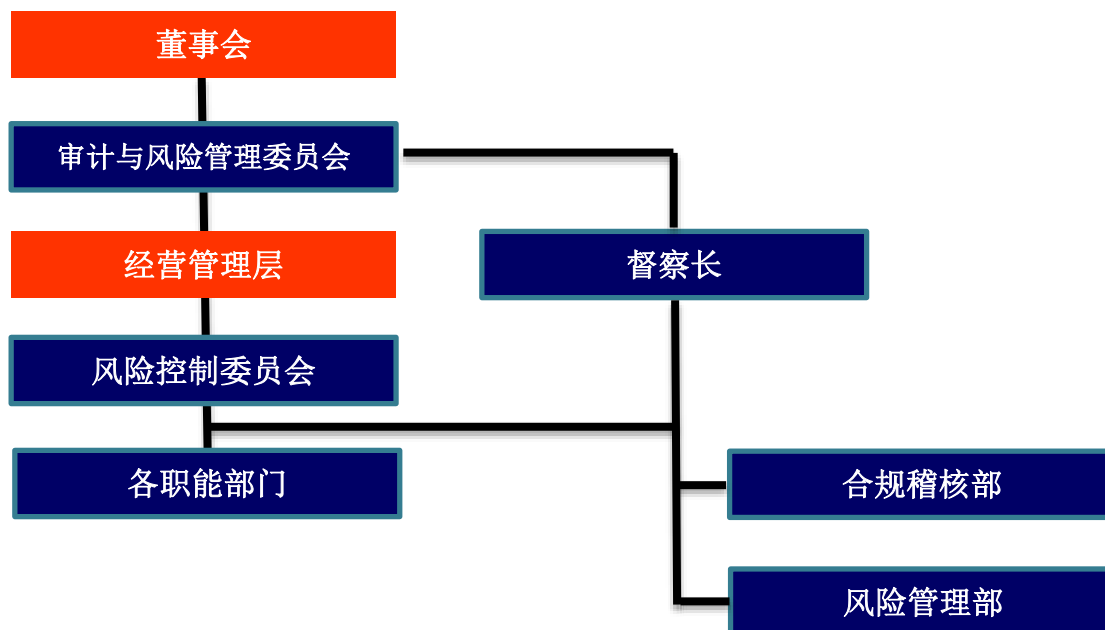 董事会
审计与风险管理委员会
经营管理层
督察长
风险控制委员会
各职能部门
合规稽核部
风险管理部